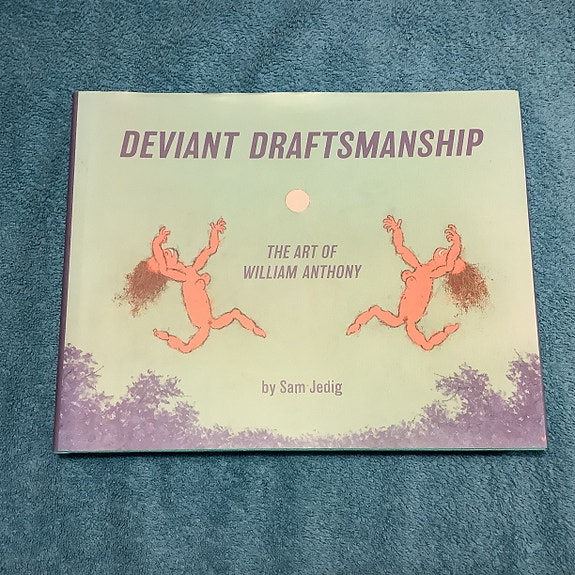 DEVIANT DRAFTSMANSHIP
THE ART OF
WILLIAM ANTHONY
by Sam Jedig